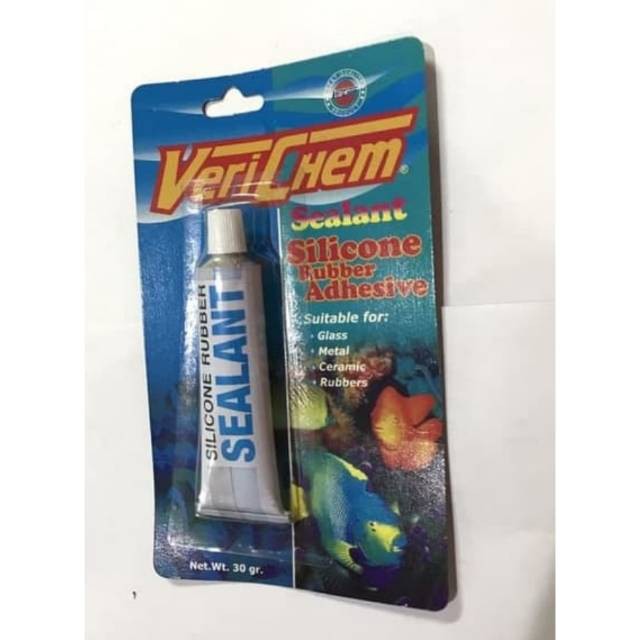 VeriChem®
Sealant
Silicone
Rubber
Adhesive
Suitable for:
· Glass
· Metal
· Ceramic
· Rubbers
SILICONE RUBBER
SEALANT
Net.Wt. 30 gr.